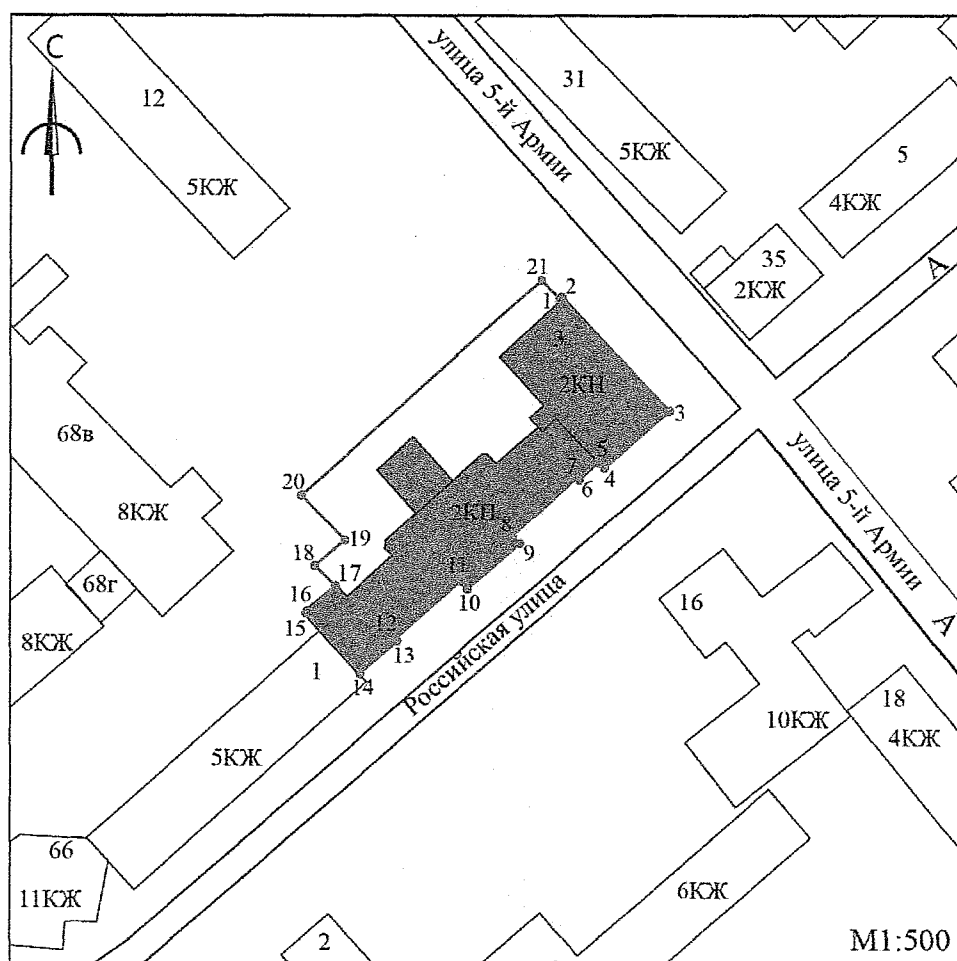 С
12
5КЖ
улица 5-й Армии
31
5КЖ
5
4КЖ
35
2КЖ
А
21
2
1
3
2КН
3
5
4
7
6
68в
8КЖ
20
2КН
8
9
19
18
17
11
10
16
15
12
13
14
68г
8КЖ
1
5КЖ
Российская улица
улица 5-й Армии
А
16
10КЖ
18
4КЖ
66
11КЖ
6КЖ
2
М1:500